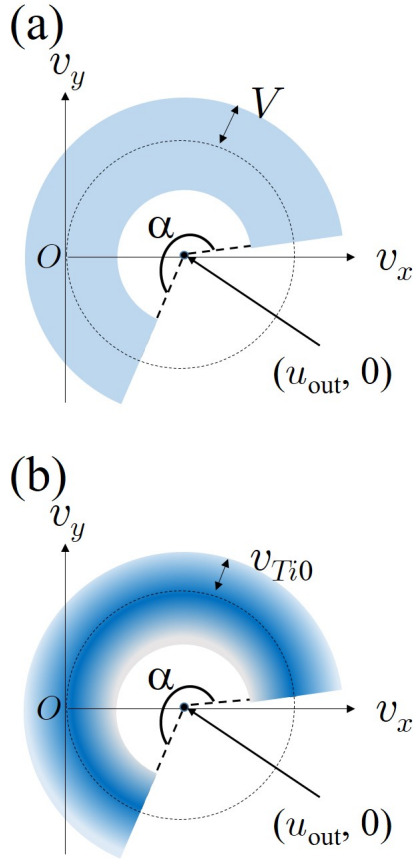 (a)
v_y
V
α
O
v_x
(u_out, 0)
(b)
v_y
v_Ti0
α
O
v_x
(u_out, 0)